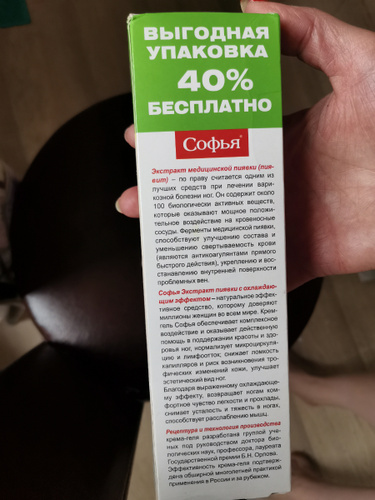 ВЫГОДНАЯ
УПАКОВКА
40%
БЕСПЛАТНО
Софья®
Экстракт медицинской пиявки (пия-
вит) – по праву считается одним из
лучших средств при лечении вари-
козной болезни ног. Он содержит около
100 биологически активных веществ,
которые оказывают мощное положи-
тельное воздействие на кровеносные
сосуды. Ферменты медицинской пиявки,
способствуют улучшению состава и
уменьшению свертываемость крови
(являются антикоагулянтами прямого
быстрого действия), укреплению и вос-
становлению внутренней поверхности
проблемных вен.
Софья Экстракт пиявки с охлаждаю-
щим эффектом – натуральное эффек-
тивное средство, которому доверяют
миллионы женщин во всем мире. Крем-
гель Софья обеспечивает комплексное
воздействие и оказывает действенную
помощь в поддержании красоты и здо-
ровья ног, нормализует микроциркуля-
цию и лимфоотток; снижает ломкость
капилляров и риск возникновения тро-
фических изменений кожи, улучшает
эстетический вид ног.
Благодаря выраженному охлаждающе-
му эффекту, возвращает ногам ком-
фортное чувство легкости и прохлады,
снимает усталость и тяжесть в ногах,
способствует расслаблению мышц.
Рецептура и технология производства
крема-геля разработана группой уче-
ных под руководством доктора био-
логических наук, профессора, лауреата
Государственной премии Б.Н. Орлова.
Эффективность крема-геля подтверж-
дена обширной многолетней практикой
применения в России и за рубежом.